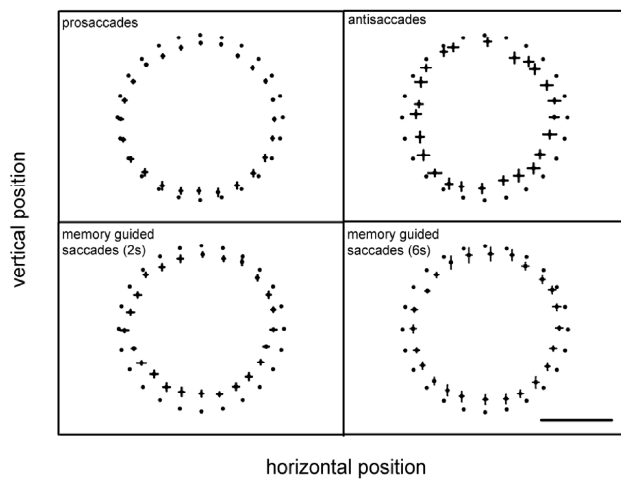 prosaccades
antisaccades
vertical position
memory guided
saccades (2s)
memory guided
saccades (6s)
horizontal position